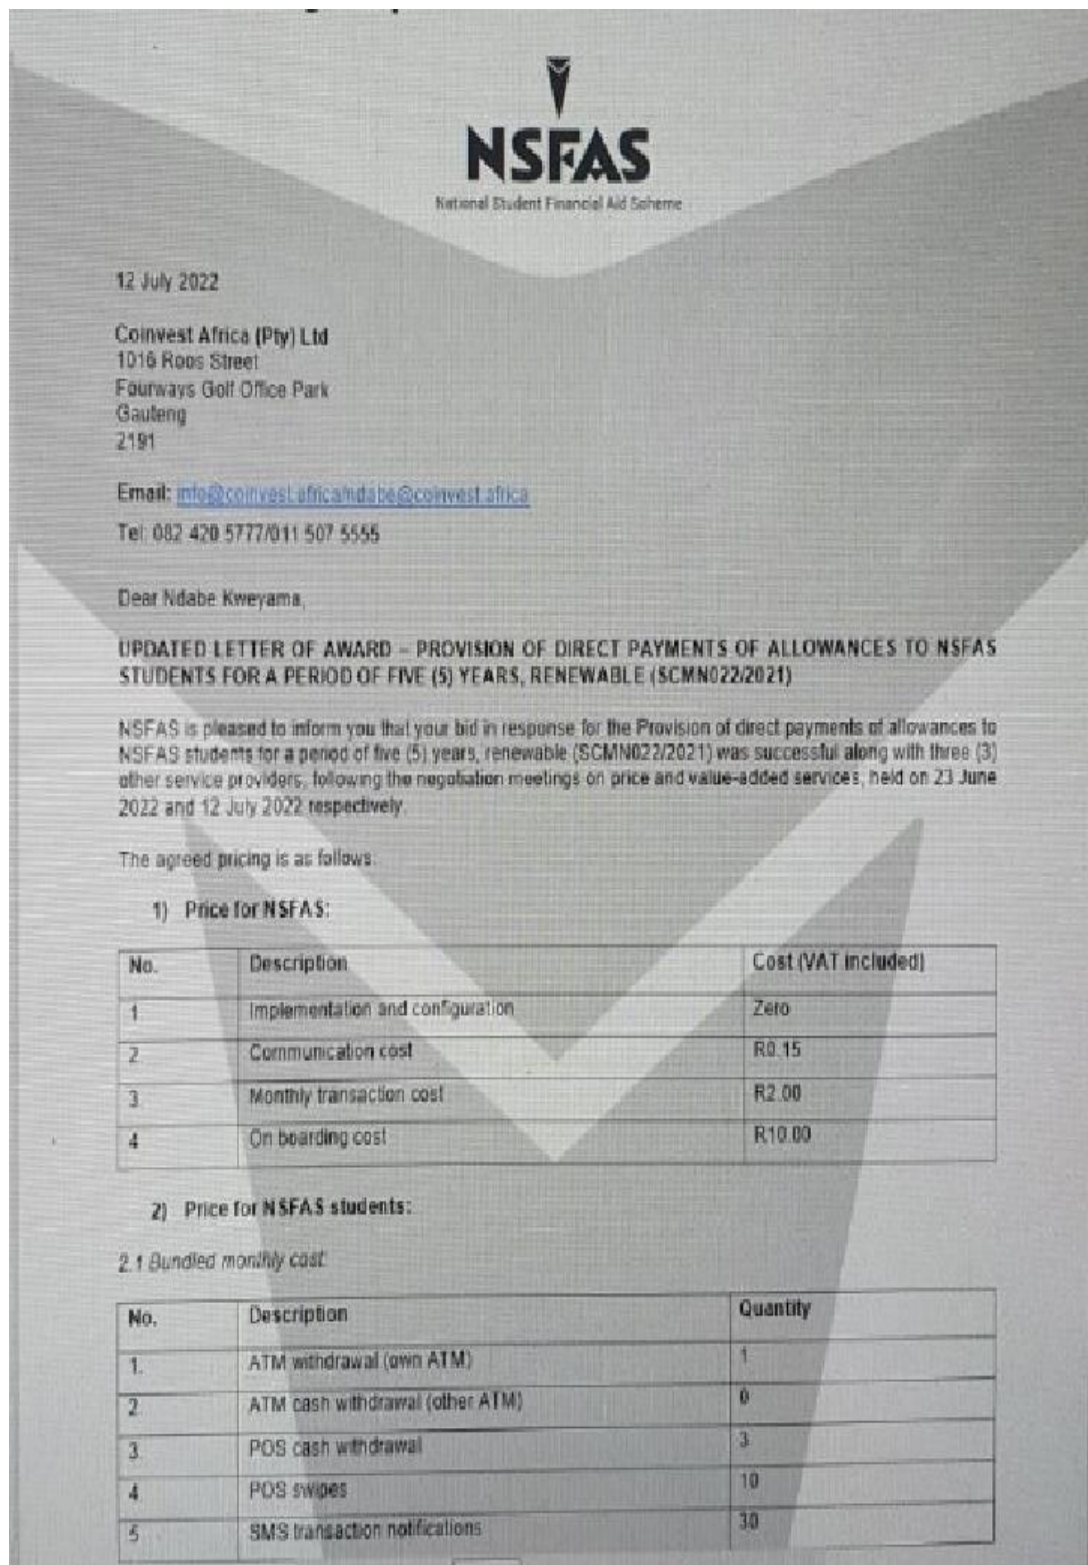 NSFAS
National Student Financial Aid Scheme
12 July 2022
Coinvest Africa (Pty) Ltd
1016 Roos Street
Fourways Golf Office Park
Gauteng
2191
Email: info@coinvest.africa/ndabe@coinvest.africa
Tel: 082 420 5777/011 507 5555
Dear Ndabe Kweyama,
UPDATED LETTER OF AWARD – PROVISION OF DIRECT PAYMENTS OF ALLOWANCES TO NSFAS
STUDENTS FOR A PERIOD OF FIVE (5) YEARS, RENEWABLE (SCMN022/2021)
NSFAS is pleased to inform you that your bid in response for the Provision of direct payments of allowances to
NSFAS students for a period of five (5) years, renewable (SCMN022/2021) was successful along with three (3)
other service providers, following the negotiation meetings on price and value-added services, held on 23 June
2022 and 12 July 2022 respectively.
The agreed pricing is as follows:
1) Price for NSFAS:
No. Description Cost (VAT included)
1 Implementation and configuration Zero
2 Communication cost R0.15
3 Monthly transaction cost R2.00
4 On boarding cost R10.00
2) Price for NSFAS students:
2.1 Bundled monthly cost:
No. Description Quantity
1. ATM withdrawal (own ATM) 1
2 ATM cash withdrawal (other ATM) 0
3 POS cash withdrawal 3
4 POS swipes 10
5 SMS transaction notifications 30